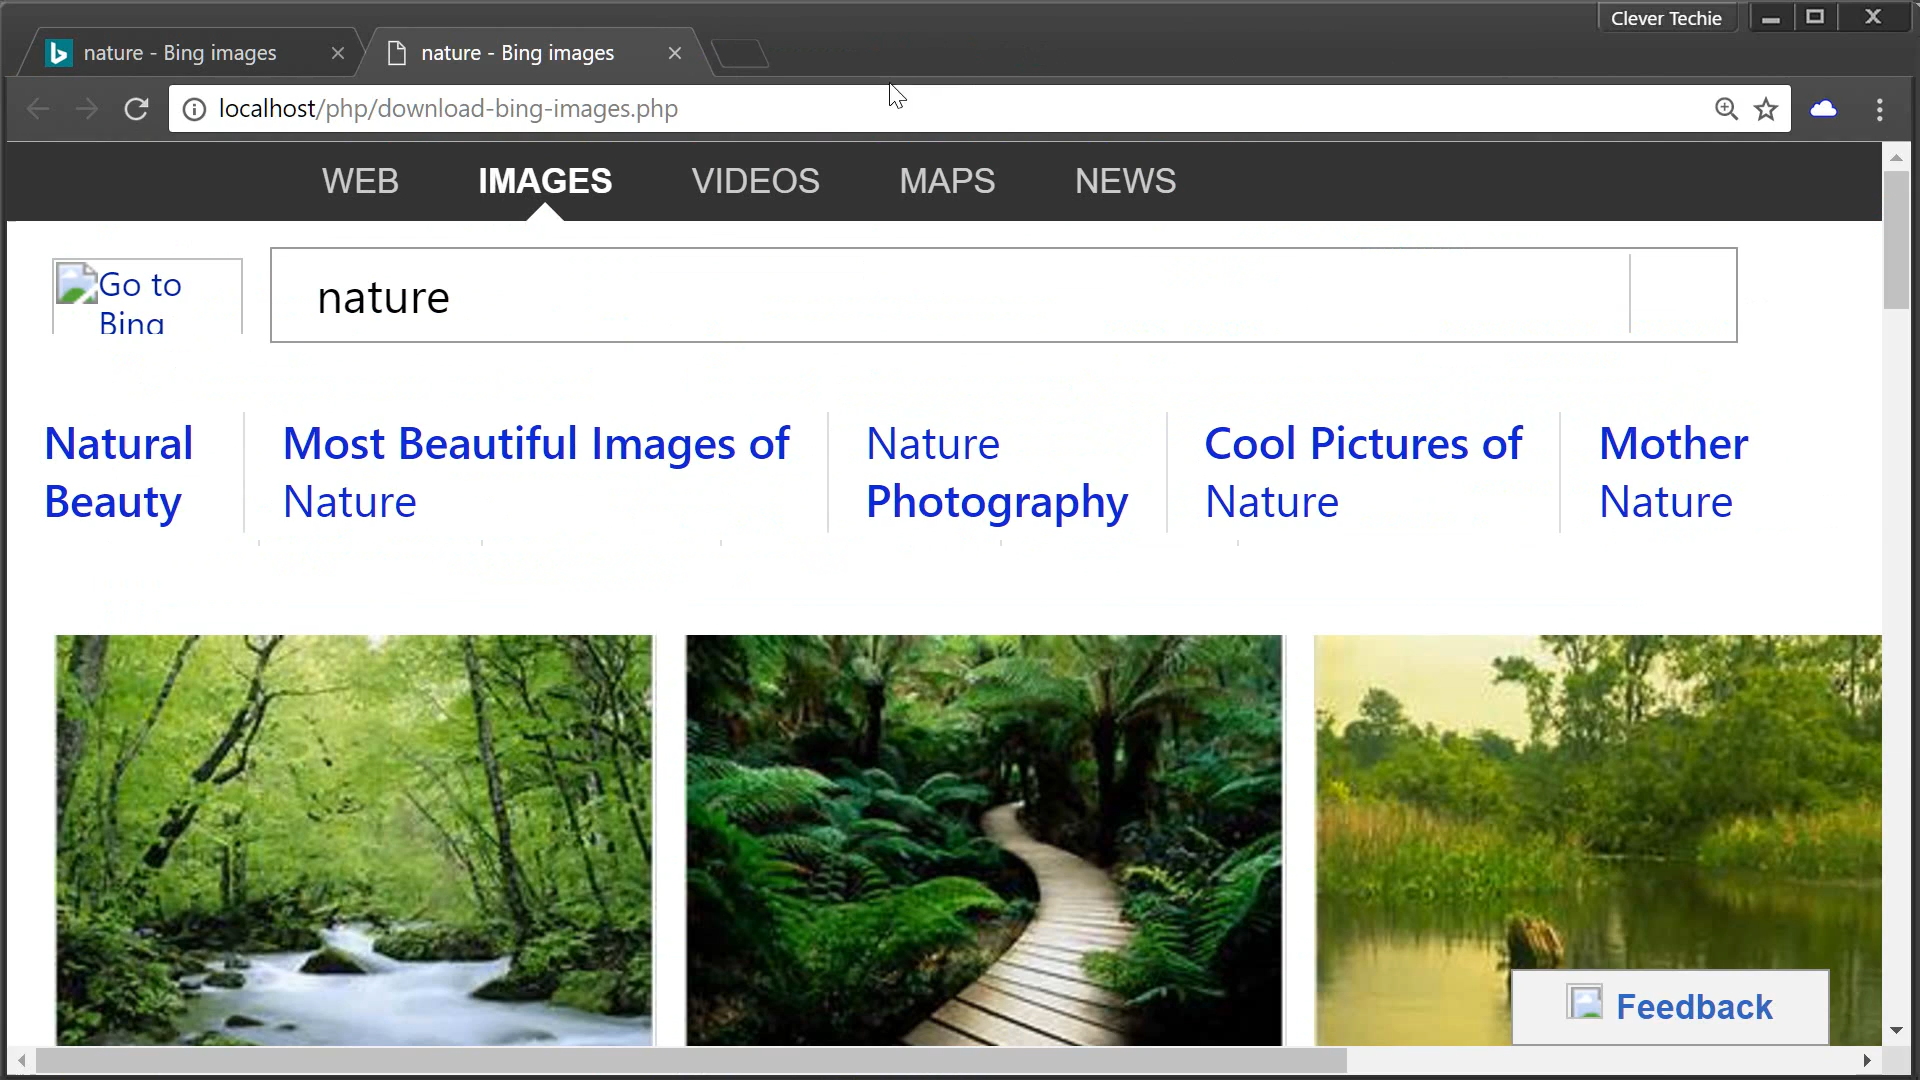 Clever Techie
nature - Bing images
nature - Bing images
localhost/php/download-bing-images.php
WEB IMAGES VIDEOS MAPS NEWS
Go to
Bing
nature
Natural
Beauty
Most Beautiful Images of
Nature
Nature
Photography
Cool Pictures of
Nature
Mother
Nature
Feedback